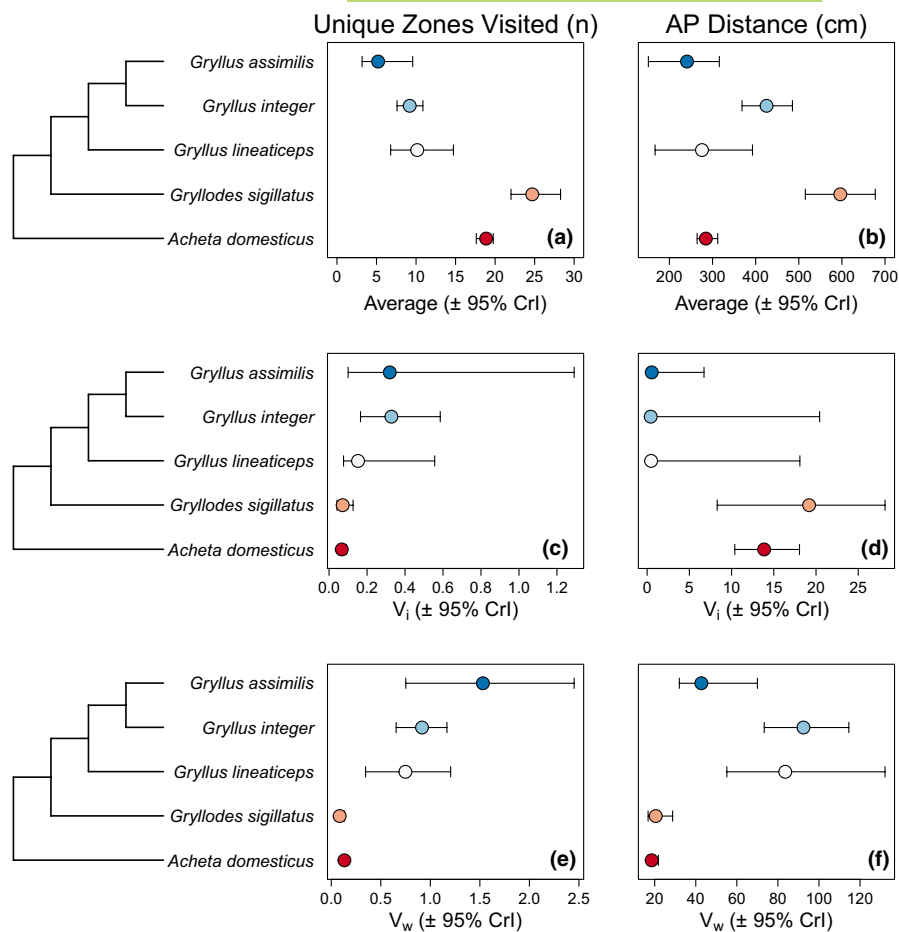 Unique Zones Visited (n) AP Distance (cm)
Gryllus assimilis
Gryllus integer
Gryllus lineaticeps
Gryllodes sigillatus
Acheta domesticus
(a) (b)
0 5 10 15 20 25 30 200 300 400 500 600 700
Average (± 95% CrI) Average (± 95% CrI)
Gryllus assimilis
Gryllus integer
Gryllus lineaticeps
Gryllodes sigillatus
Acheta domesticus
(c) (d)
0.0 0.2 0.4 0.6 0.8 1.0 1.2 0 5 10 15 20 25
Vi (± 95% CrI) Vi (± 95% CrI)
Gryllus assimilis
Gryllus integer
Gryllus lineaticeps
Gryllodes sigillatus
Acheta domesticus
(e) (f)
0.0 0.5 1.0 1.5 2.0 2.5 20 40 60 80 100 120
Vw (± 95% CrI) Vw (± 95% CrI)